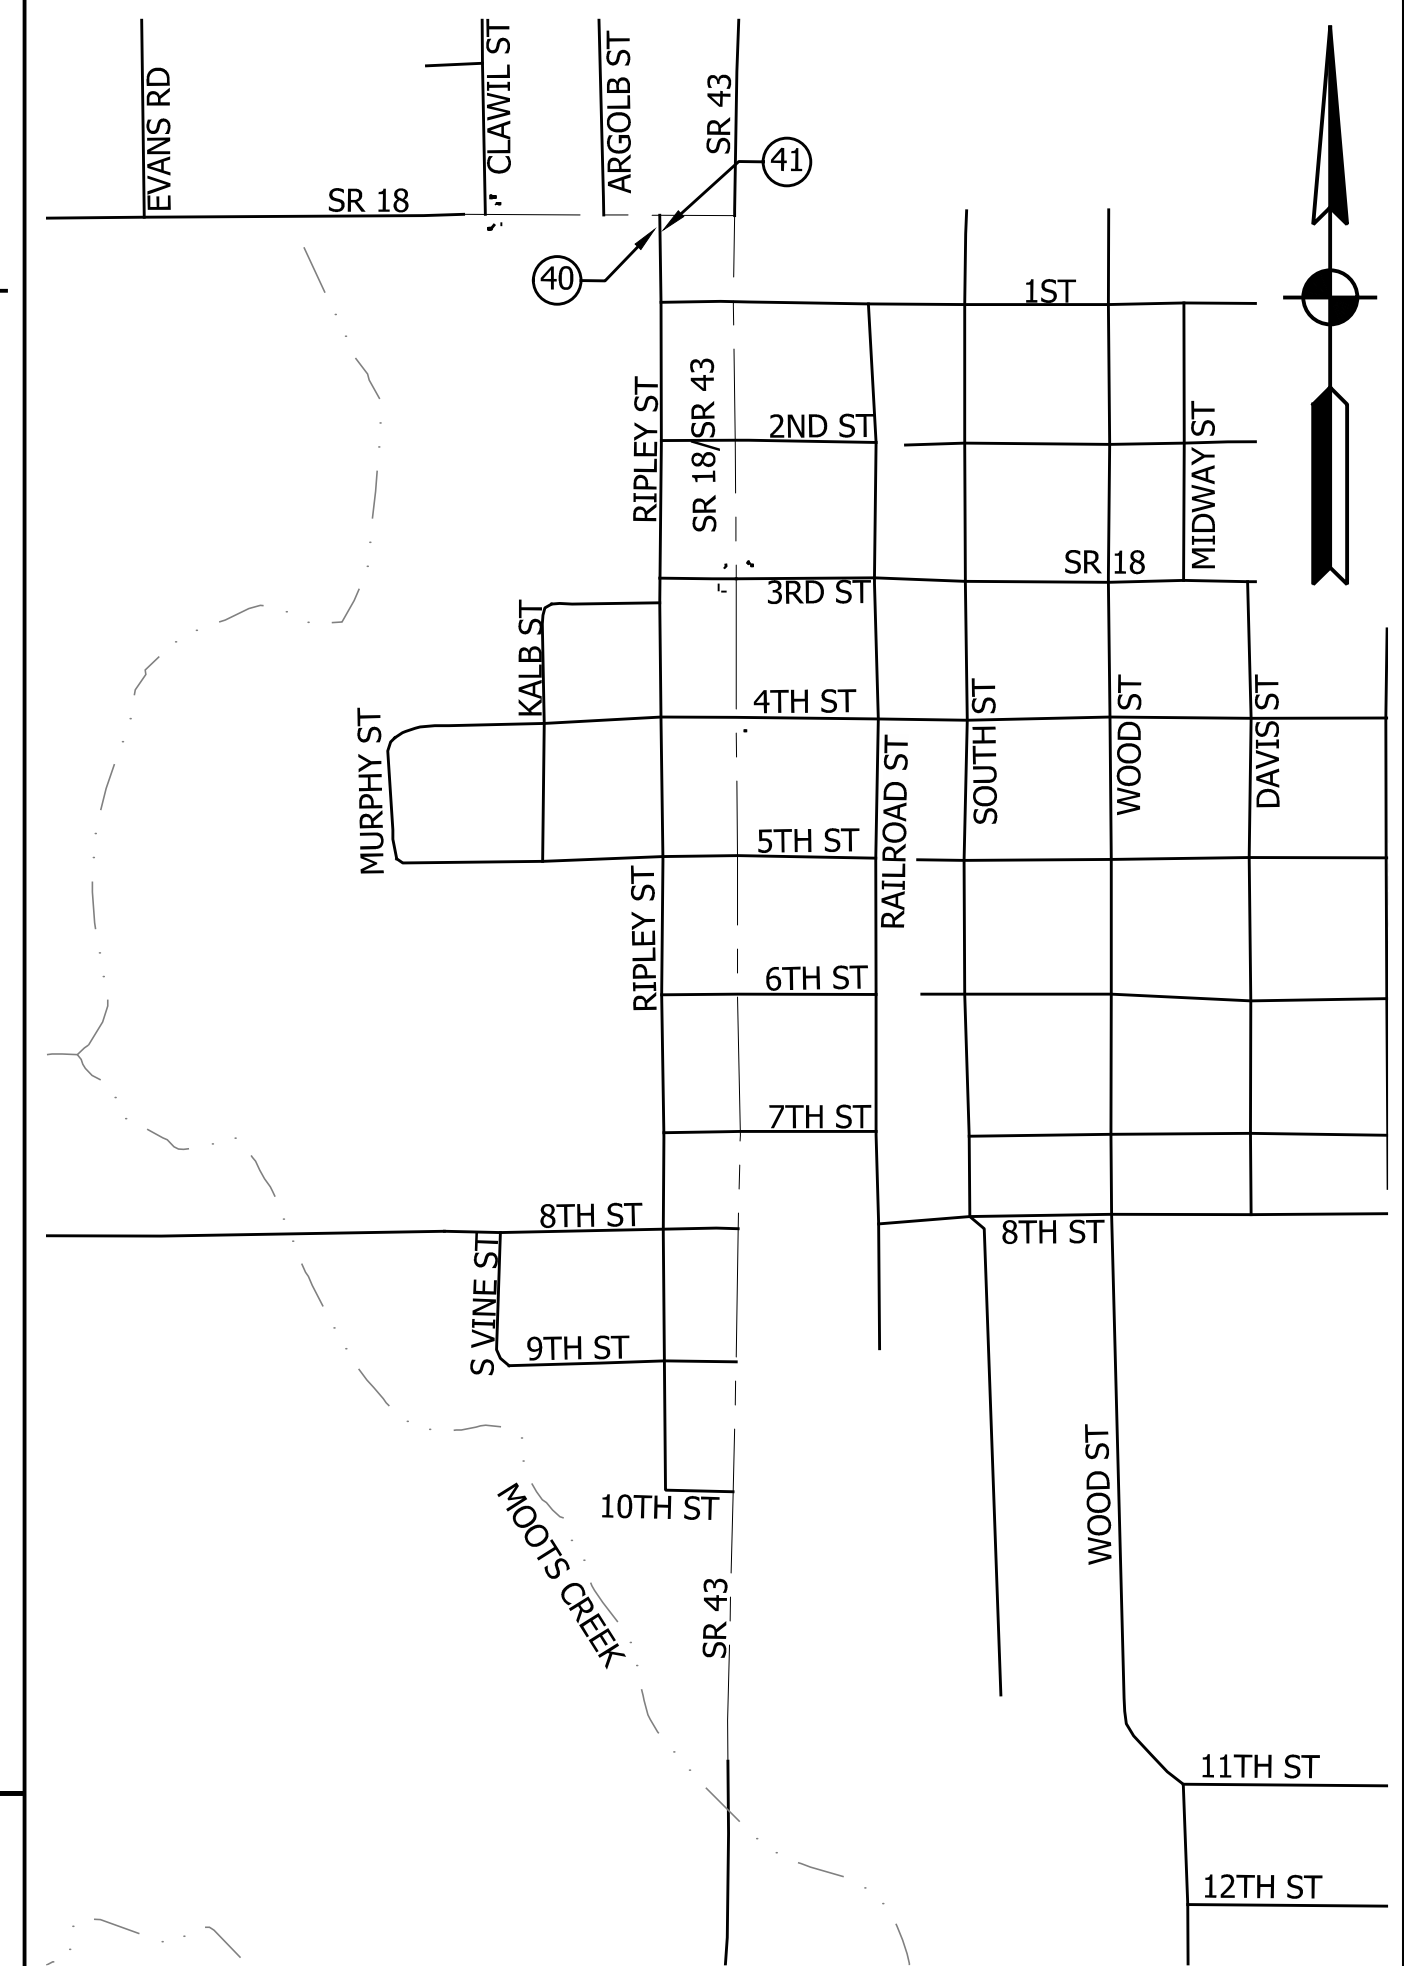 EVANS RD
CLAWIL ST
ARGOLB ST
SR 43
41
SR 18
40
1ST
RIPLEY ST
SR 18/SR 43
2ND ST
MIDWAY ST
SR 18
3RD ST
KALB ST
4TH ST
MURPHY ST
SOUTH ST
WOOD ST
DAVIS ST
RAILROAD ST
5TH ST
RIPLEY ST
6TH ST
7TH ST
8TH ST
8TH ST
S VINE ST
9TH ST
WOOD ST
10TH ST
MOOTS CREEK
SR 43
11TH ST
12TH ST